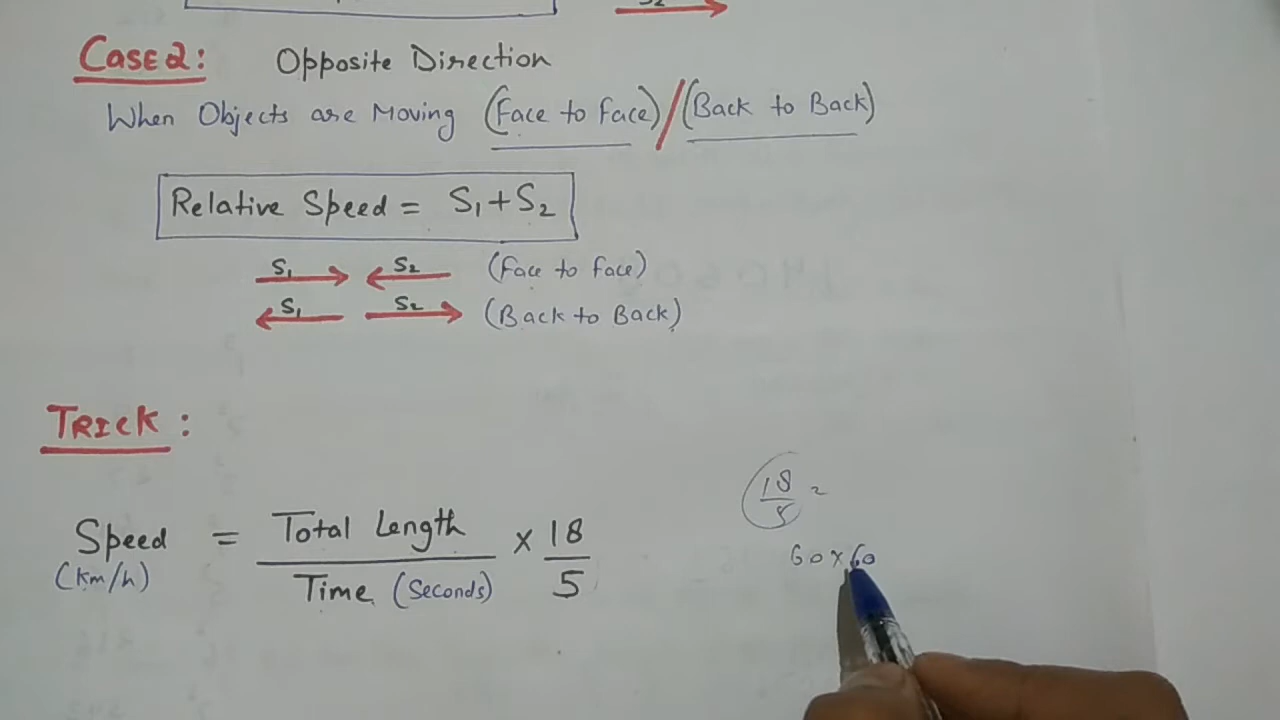 S2
Case 2: Opposite Direction
When Objects are Moving (Face to Face)/(Back to Back)
Relative Speed = S1+S2
S1 S2 (Face to Face)
S1 S2 (Back to Back)
TRICK:
18/5 =
Speed (Km/h) = Total Length / Time (Seconds) × 18/5
60×60